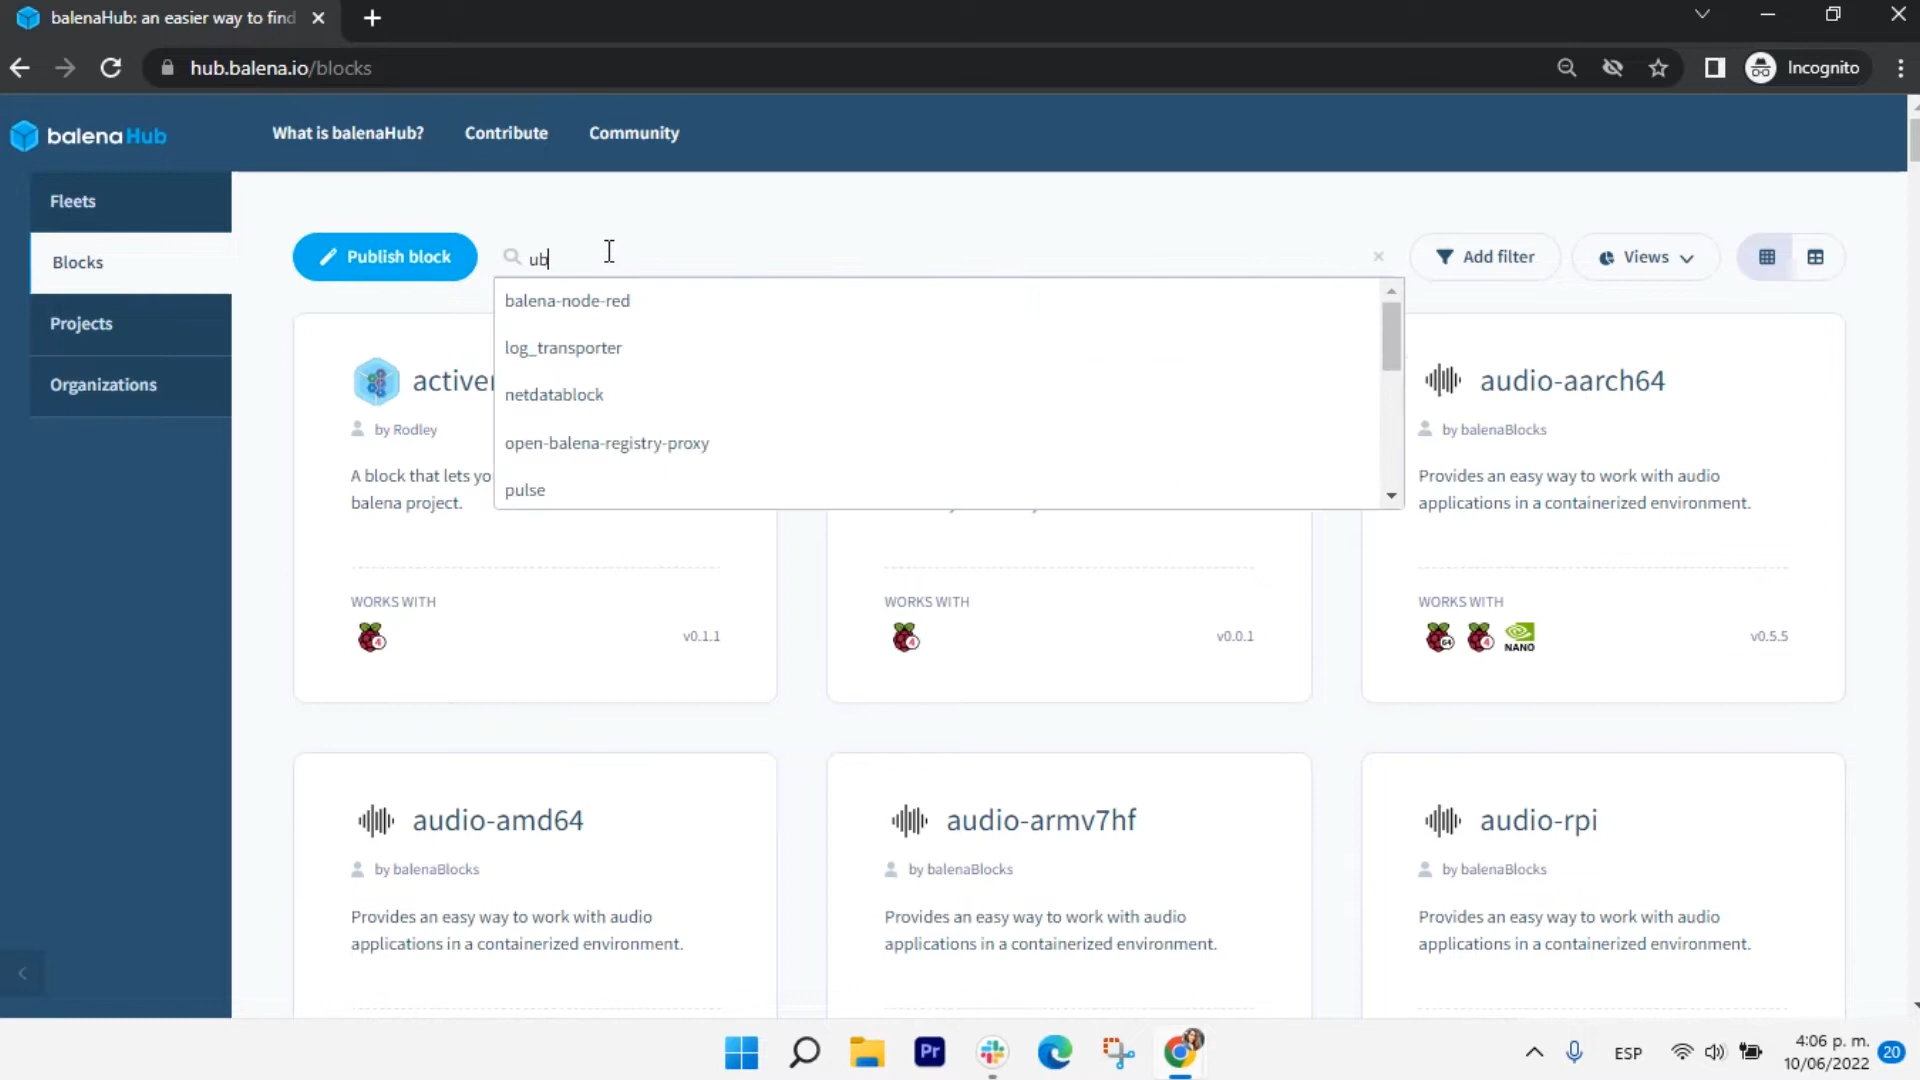 balenaHub: an easier way to find
hub.balena.io/blocks
Incognito
balenaHub
What is balenaHub?
Contribute
Community
Fleets
Blocks
Projects
Organizations
Publish block
ub
Add filter
Views
balena-node-red
log_transporter
netdatablock
open-balena-registry-proxy
pulse
by Rodley
A block that lets yo
balena project.
WORKS WITH
4
v0.1.1
WORKS WITH
4
v0.0.1
audio-aarch64
by balenaBlocks
Provides an easy way to work with audio
applications in a containerized environment.
WORKS WITH
64
4
NANO
v0.5.5
audio-amd64
by balenaBlocks
Provides an easy way to work with audio
applications in a containerized environment.
audio-armv7hf
by balenaBlocks
Provides an easy way to work with audio
applications in a containerized environment.
audio-rpi
by balenaBlocks
Provides an easy way to work with audio
applications in a containerized environment.
Pr
ESP
4:06 p. m.
10/06/2022
20